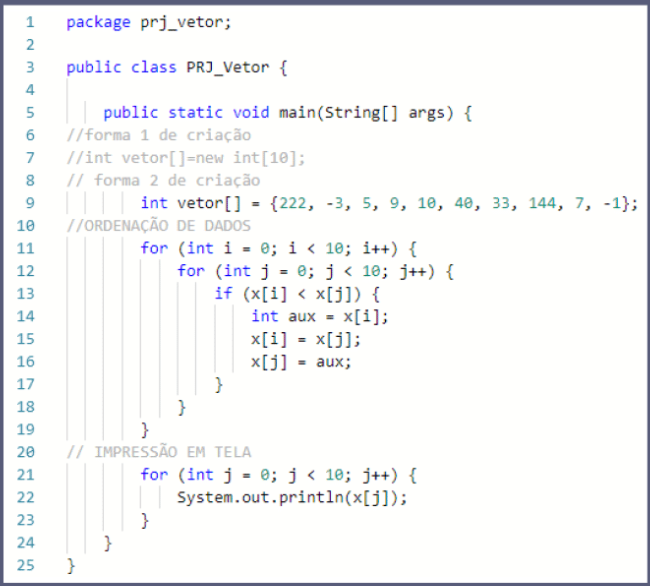 1 package prj_vetor;
2
3 public class PRJ_Vetor {
4
5 public static void main(String[] args) {
6 //forma 1 de criação
7 //int vetor[]=new int[10];
8 // forma 2 de criação
9 int vetor[] = {222, -3, 5, 9, 10, 40, 33, 144, 7, -1};
10 //ORDENAÇÃO DE DADOS
11 for (int i = 0; i < 10; i++) {
12 for (int j = 0; j < 10; j++) {
13 if (x[i] < x[j]) {
14 int aux = x[i];
15 x[i] = x[j];
16 x[j] = aux;
17 }
18 }
19 }
20 // IMPRESSÃO EM TELA
21 for (int j = 0; j < 10; j++) {
22 System.out.println(x[j]);
23 }
24 }
25 }